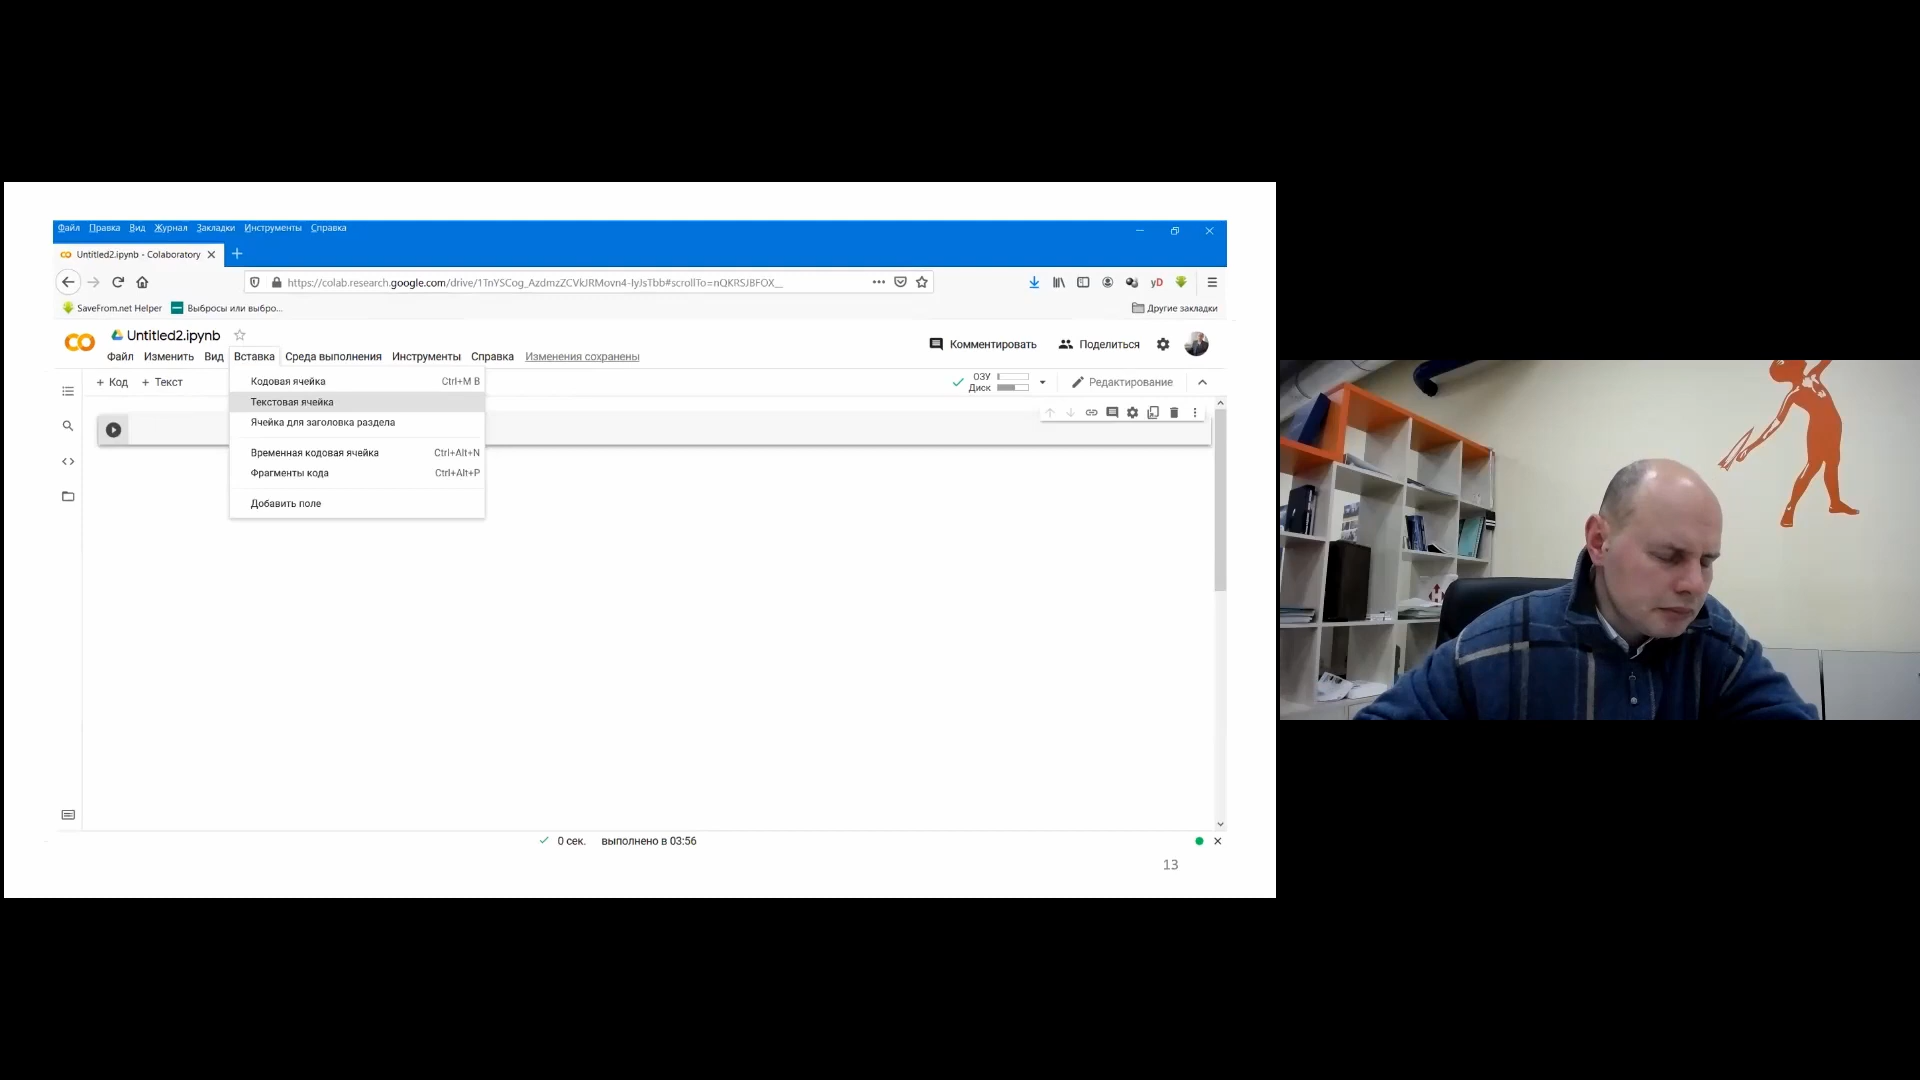 Файл Правка Вид Журнал Закладки Инструменты Справка
Untitled2.ipynb - Colaboratory
https://colab.research.google.com/drive/1TnYSCog_AzdmzZCVkJRMovn4-IyJsTbb#scrollTo=nQKRSJBFOX__
yD
SaveFrom.net Helper Выбросы или выбро... Другие закладки
Untitled2.ipynb
Комментировать Поделиться
Файл Изменить Вид Вставка Среда выполнения Инструменты Справка Изменения сохранены
+ Код + Текст
ОЗУ
Диск
Редактирование
Кодовая ячейка Ctrl+M B
Текстовая ячейка
Ячейка для заголовка раздела
Временная кодовая ячейка Ctrl+Alt+N
Фрагменты кода Ctrl+Alt+P
Добавить поле
0 сек. выполнено в 03:56
13